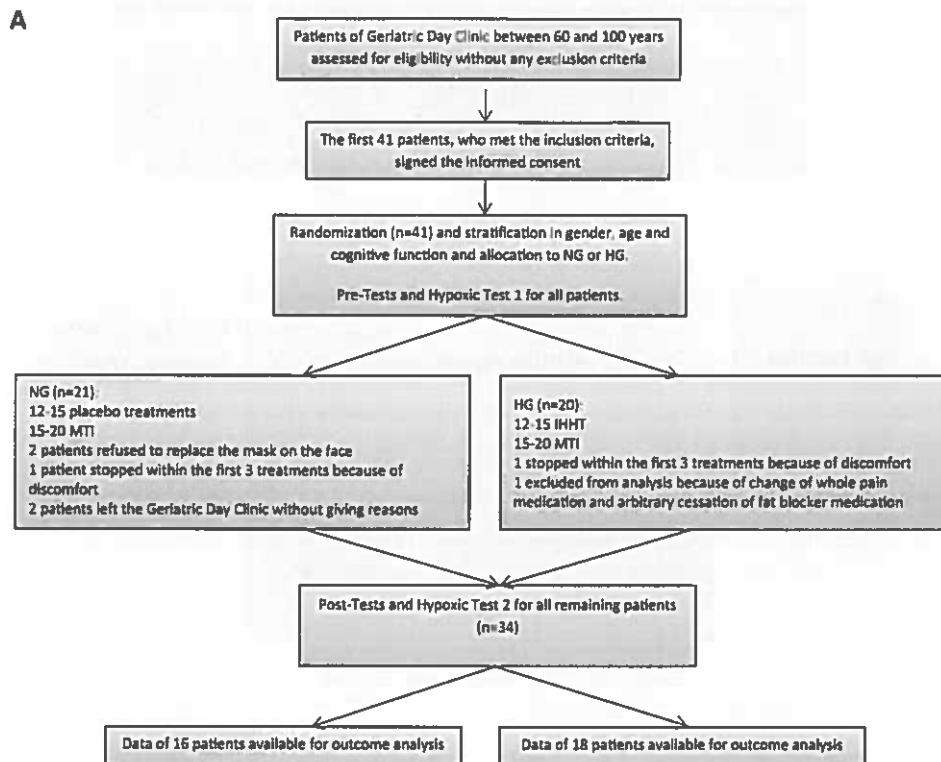 A
Patients of Geriatric Day Clinic between 60 and 100 years
assessed for eligibility without any exclusion criteria
The first 41 patients, who met the inclusion criteria,
signed the informed consent
Randomization (n=41) and stratification in gender, age and
cognitive function and allocation to NG or HG.
Pre-Tests and Hypoxic Test 1 for all patients.
NG (n=21):
12-15 placebo treatments
15-20 MTI
2 patients refused to replace the mask on the face
1 patient stopped within the first 3 treatments because of
discomfort
2 patients left the Geriatric Day Clinic without giving reasons
HG (n=20):
12-15 IHHT
15-20 MTI
1 stopped within the first 3 treatments because of discomfort
1 excluded from analysis because of change of whole pain
medication and arbitrary cessation of fat blocker medication
Post-Tests and Hypoxic Test 2 for all remaining patients
(n=34)
Data of 16 patients available for outcome analysis
Data of 18 patients available for outcome analysis